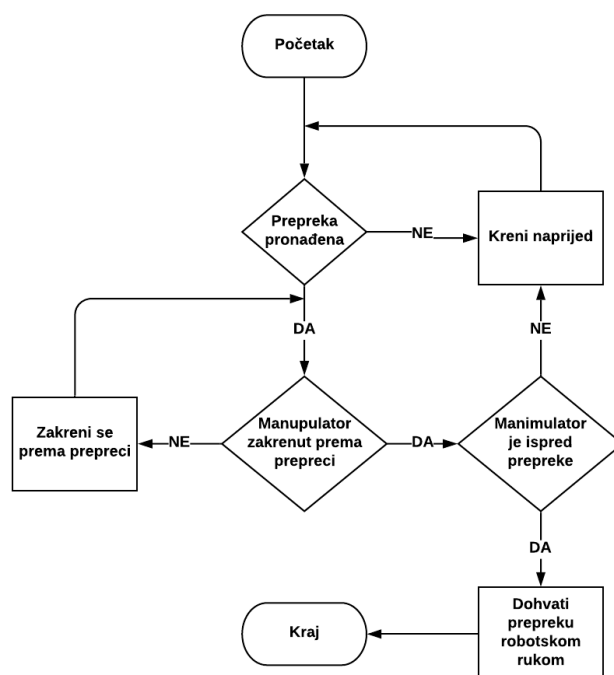 Početak
Prepreka
pronađena
NE
Kreni naprijed
DA
NE
Zakreni se
prema prepreci
NE
Manupulator
zakrenut prema
prepreci
DA
Manimulator
je ispred
prepreke
DA
Dohvati
prepreku
robotskom
rukom
Kraj